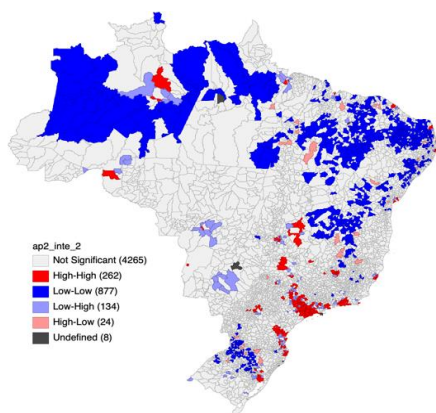 ap2_inte_2
Not Significant (4265)
High-High (262)
Low-Low (877)
Low-High (134)
High-Low (24)
Undefined (8)